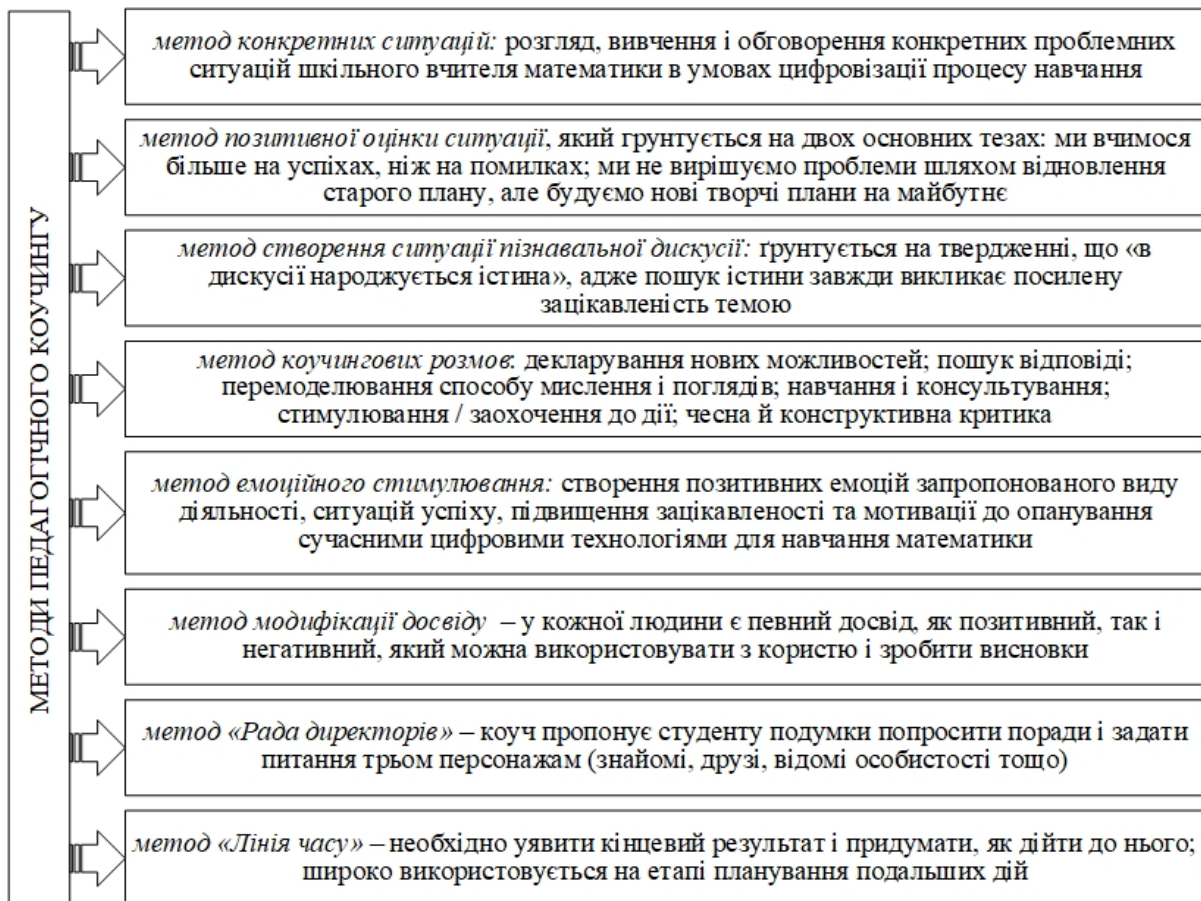 МЕТОДИ ПЕДАГОГІЧНОГО КОУЧИНГУ
метод конкретних ситуацій: розгляд, вивчення і обговорення конкретних проблемних
ситуацій шкільного вчителя математики в умовах цифровізації процесу навчання
метод позитивної оцінки ситуації, який грунтується на двох основних тезах: ми вчимося
більше на успіхах, ніж на помилках; ми не вирішуємо проблеми шляхом відновлення
старого плану, але будуємо нові творчі плани на майбутнє
метод створення ситуації пізнавальної дискусії: ґрунтується на твердженні, що «в
дискусії народжується істина», адже пошук істини завжди викликає посилену
зацікавленість темою
метод коучингових розмов: декларування нових можливостей; пошук відповіді;
перемоделювання способу мислення і поглядів; навчання і консультування;
стимулювання / заохочення до дії; чесна й конструктивна критика
метод емоційного стимулювання: створення позитивних емоцій запропонованого виду
діяльності, ситуацій успіху, підвищення зацікавленості та мотивації до опанування
сучасними цифровими технологіями для навчання математики
метод модифікації досвіду – у кожної людини є певний досвід, як позитивний, так і
негативний, який можна використовувати з користю і зробити висновки
метод «Рада директорів» – коуч пропонує студенту подумки попросити поради і задати
питання трьом персонажам (знайомі, друзі, відомі особистості тощо)
метод «Лінія часу» – необхідно уявити кінцевий результат і придумати, як дійти до нього;
широко використовується на етапі планування подальших дій